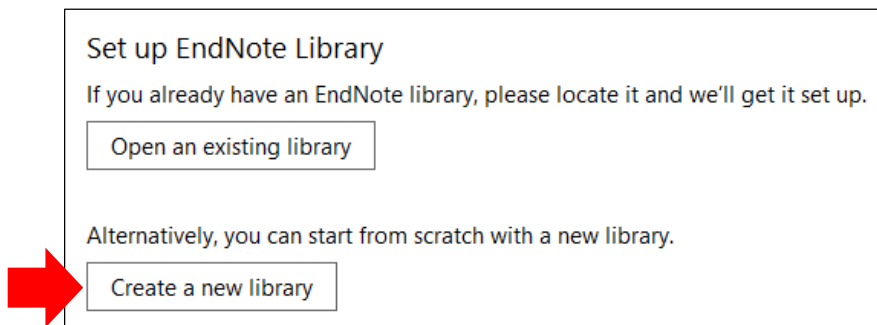 Set up EndNote Library
If you already have an EndNote library, please locate it and we’ll get it set up.
Open an existing library
Alternatively, you can start from scratch with a new library.
Create a new library